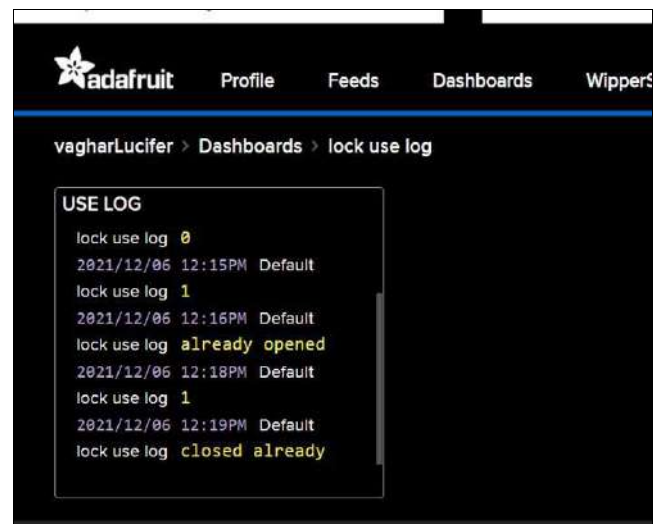 adafruit Profile Feeds Dashboards
vagharLucifer > Dashboards > lock use log
USE LOG
lock use log 0
2021/12/06 12:15PM Default
lock use log 1
2021/12/06 12:16PM Default
lock use log already opened
2021/12/06 12:18PM Default
lock use log 1
2021/12/06 12:19PM Default
lock use log closed already